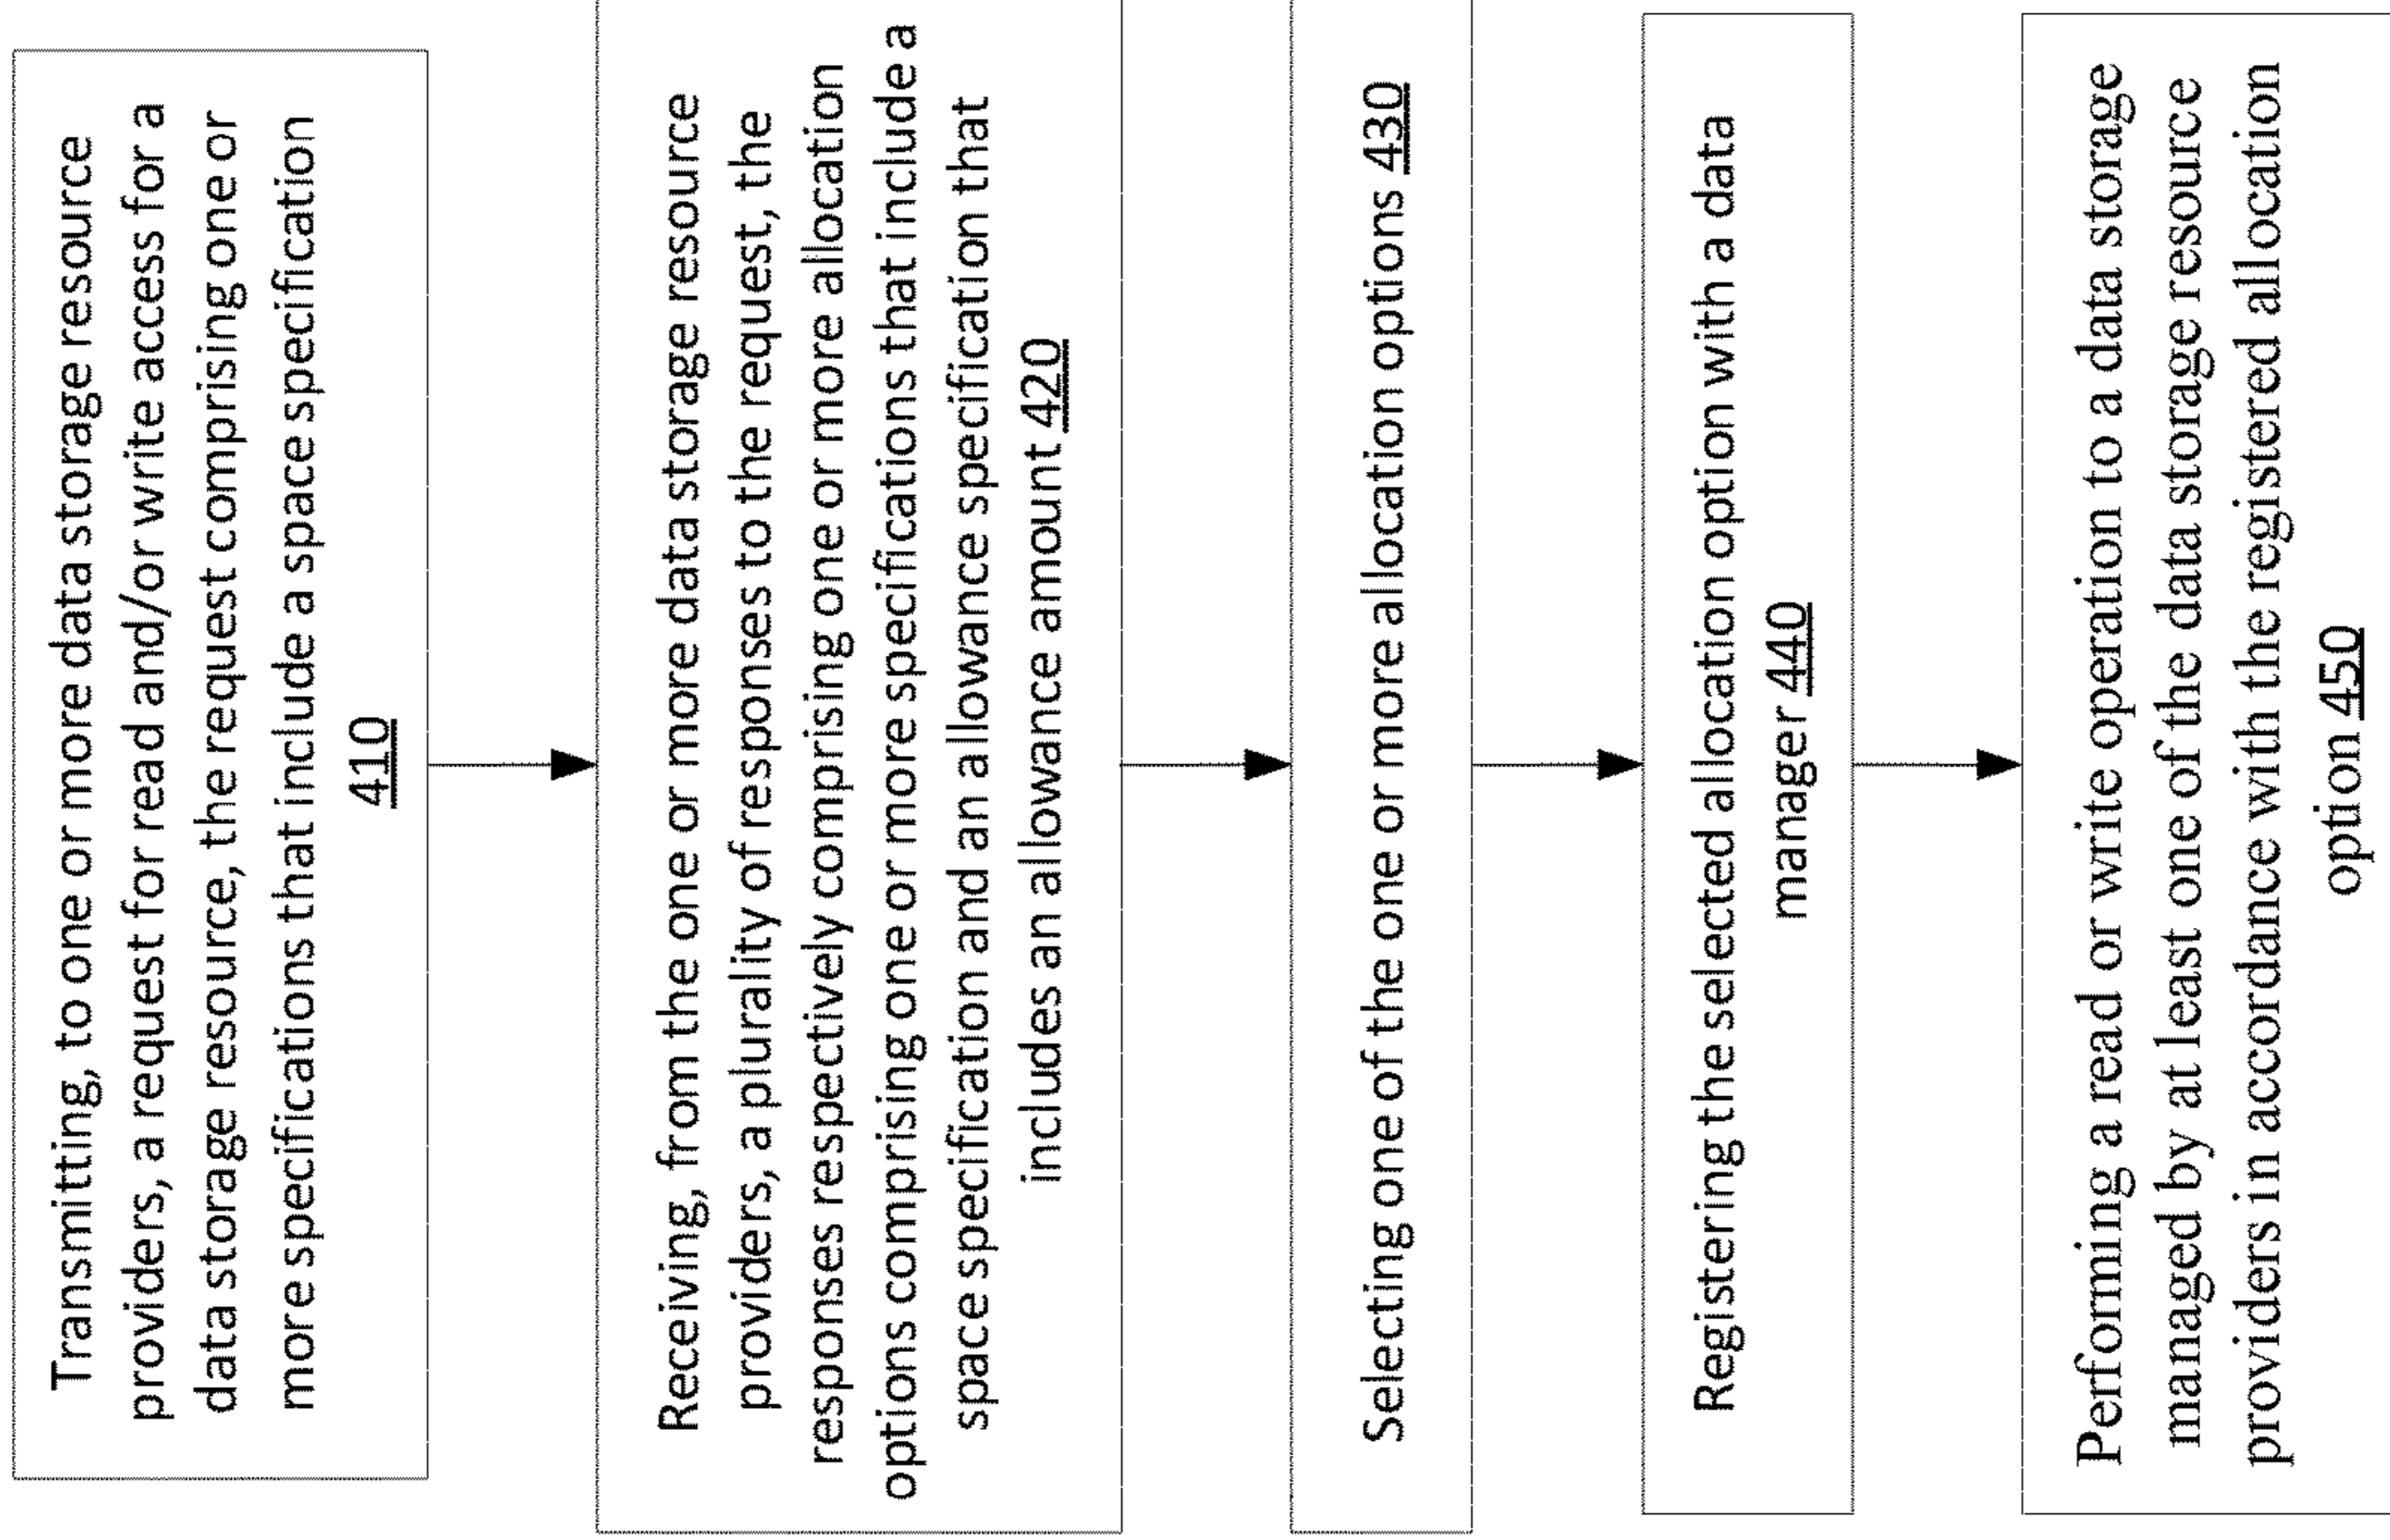 Transmitting, to one or more data storage resource
providers, a request for read and/or write access for a
data storage resource, the request comprising one or
more specifications that include a space specification
410
Receiving, from the one or more data storage resource
providers, a plurality of responses to the request, the
responses respectively comprising one or more allocation
options comprising one or more specifications that include a
space specification and an allowance specification that
includes an allowance amount 420
Selecting one of the one or more allocation options 430
Registering the selected allocation option with a data
manager 440
Performing a read or write operation to a data storage
managed by at least one of the data storage resource
providers in accordance with the registered allocation
option 450